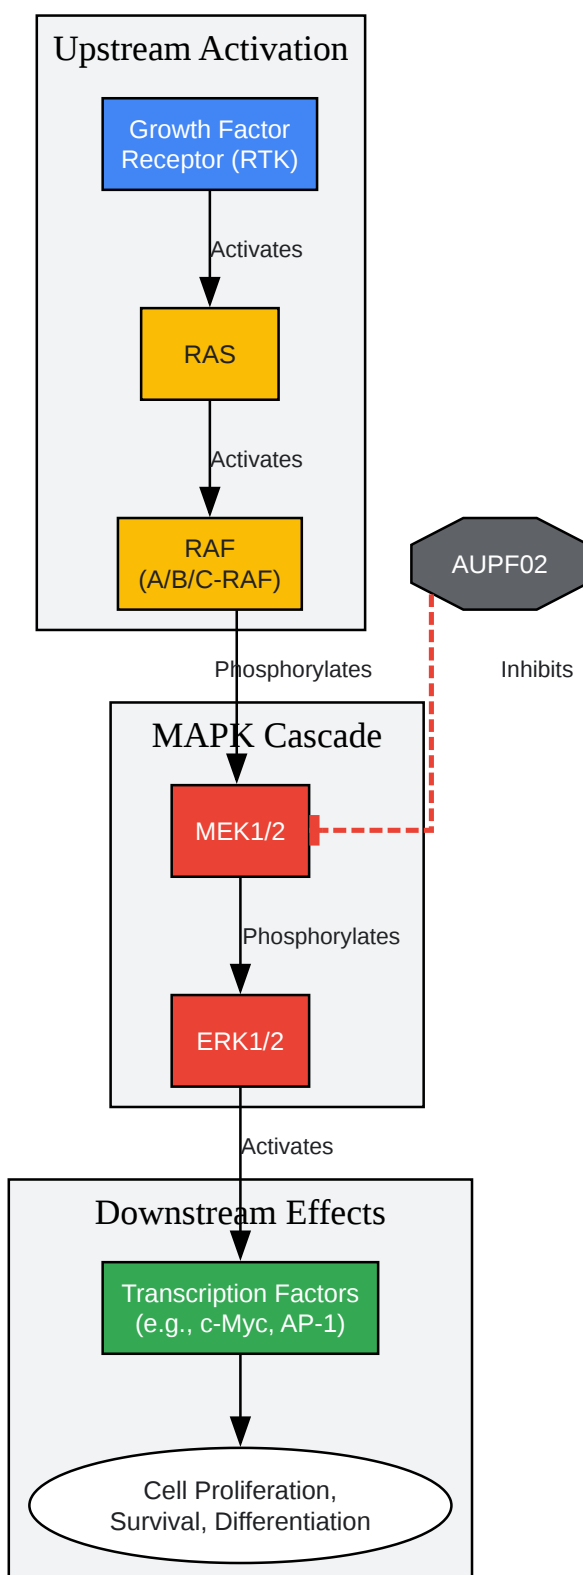 Upstream Activation
Growth Factor
Receptor (RTK)
Activates
RAS
Activates
RAF
(A/B/C-RAF)
AUPF02
Phosphorylates
Inhibits
MAPK Cascade
MEK1/2
Phosphorylates
ERK1/2
Activates
Downstream Effects
Transcription Factors
(e.g., c-Myc, AP-1)
Cell Proliferation,
Survival, Differentiation